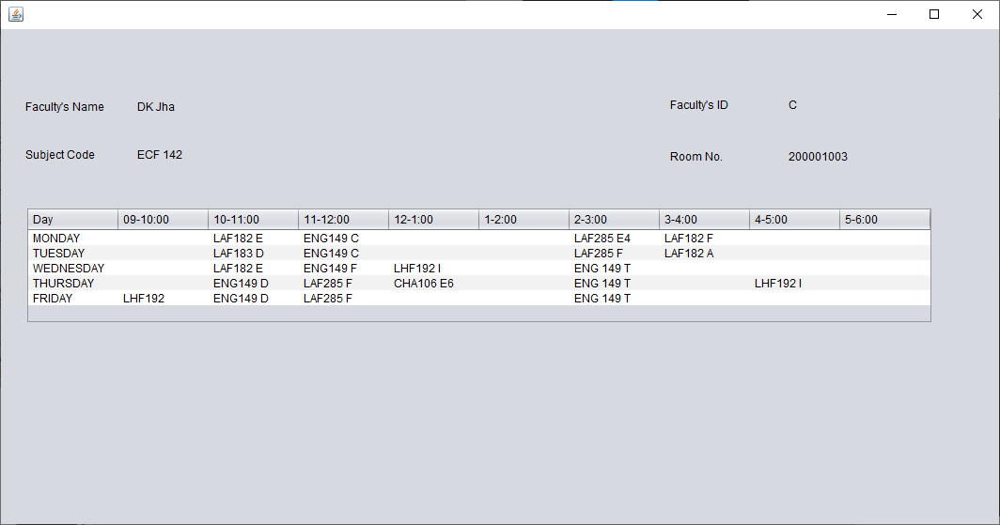 Faculty's Name DK Jha Faculty's ID C
Subject Code ECF 142 Room No. 200001003
Day 09-10:00 10-11:00 11-12:00 12-1:00 1-2:00 2-3:00 3-4:00 4-5:00 5-6:00
MONDAY LAF182 E ENG149 C LAF285 E4 LAF182 F
TUESDAY LAF183 D ENG149 C LAF285 F LAF182 A
WEDNESDAY LAF182 E ENG149 F LHF192 I ENG 149 T
THURSDAY ENG149 D LAF285 F CHA106 E6 ENG 149 T LHF192 I
FRIDAY LHF192 ENG149 D LAF285 F ENG 149 T